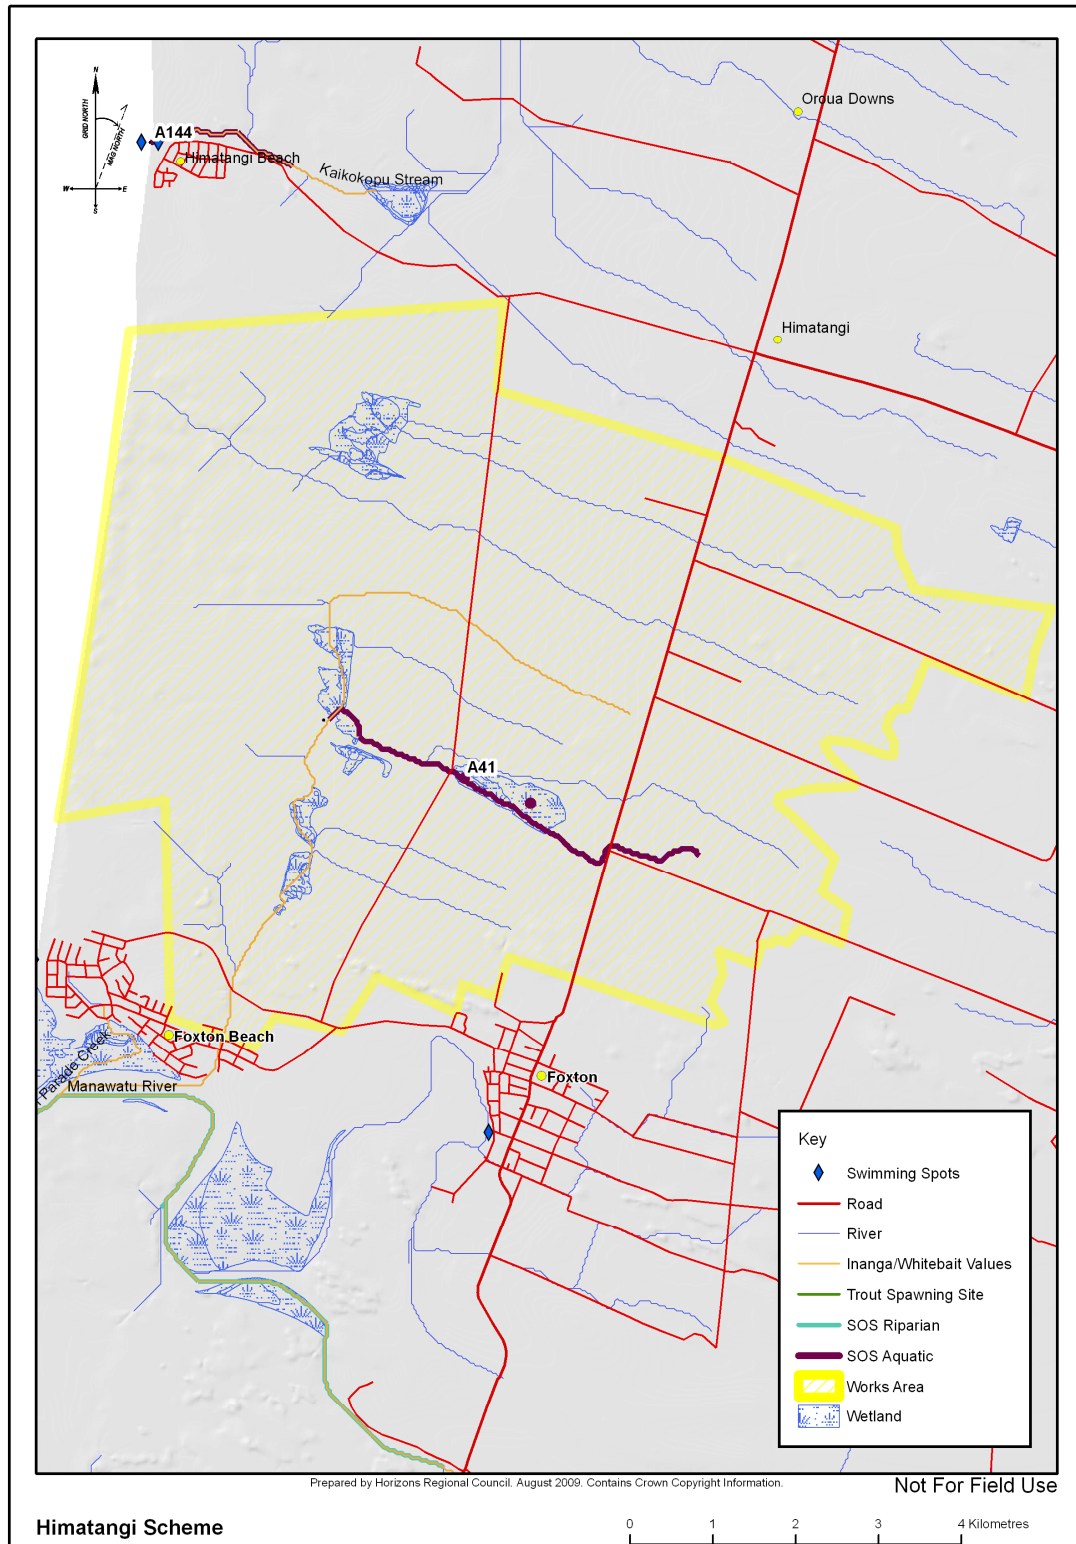 N
GRID NORTH
MAG NORTH
W
E
S
A144
Himatangi Beach
Kaikokopu Stream
Oroua Downs
Himatangi
A41
Foxton Beach
Parade Creek
Manawatu River
Foxton
Key
Swimming Spots
Road
River
Inanga/Whitebait Values
Trout Spawning Site
SOS Riparian
SOS Aquatic
Works Area
Wetland
Prepared by Horizons Regional Council. August 2009. Contains Crown Copyright Information.
Not For Field Use
Himatangi Scheme
0 1 2 3 4 Kilometres